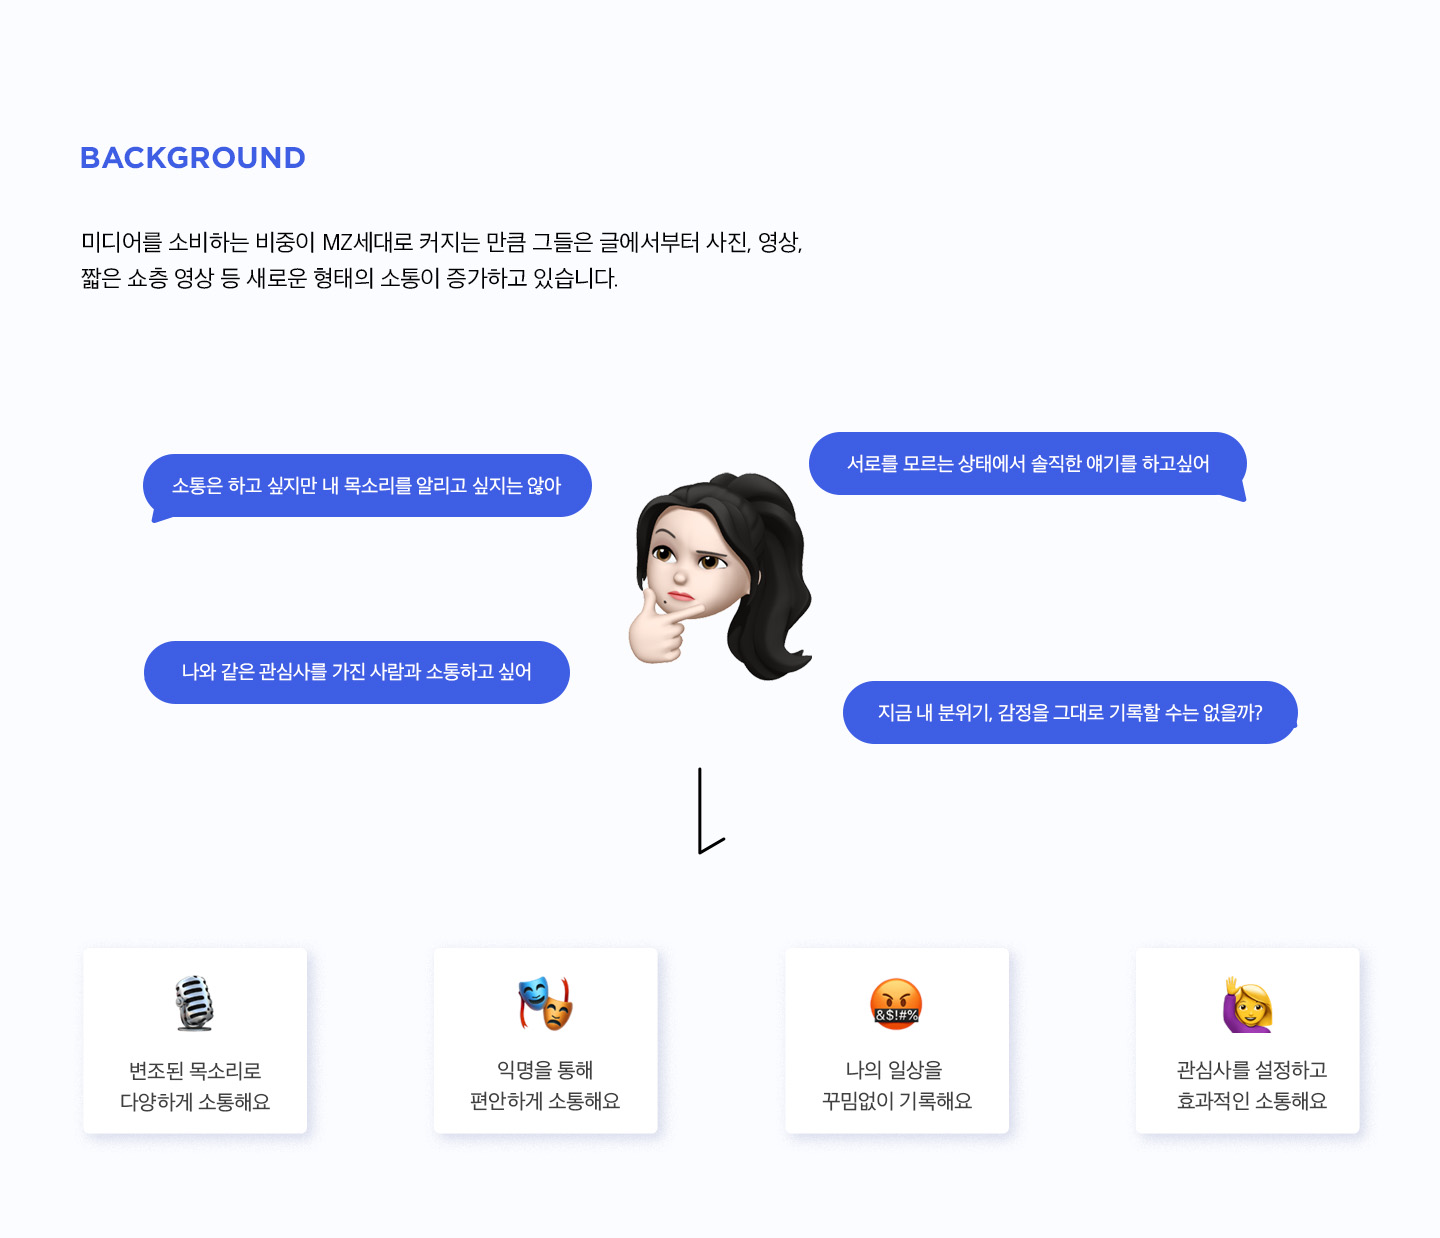 BACKGROUND
미디어를 소비하는 비중이 MZ세대로 커지는 만큼 그들은 글에서부터 사진, 영상,
짧은 쇼층 영상 등 새로운 형태의 소통이 증가하고 있습니다.
소통은 하고 싶지만 내 목소리를 알리고 싶지는 않아
서로를 모르는 상태에서 솔직한 얘기를 하고싶어
나와 같은 관심사를 가진 사람과 소통하고 싶어
지금 내 분위기, 감정을 그대로 기록할 수는 없을까?
변조된 목소리로
다양하게 소통해요
익명을 통해
편안하게 소통해요
&$!#%
나의 일상을
꾸밈없이 기록해요
관심사를 설정하고
효과적인 소통해요